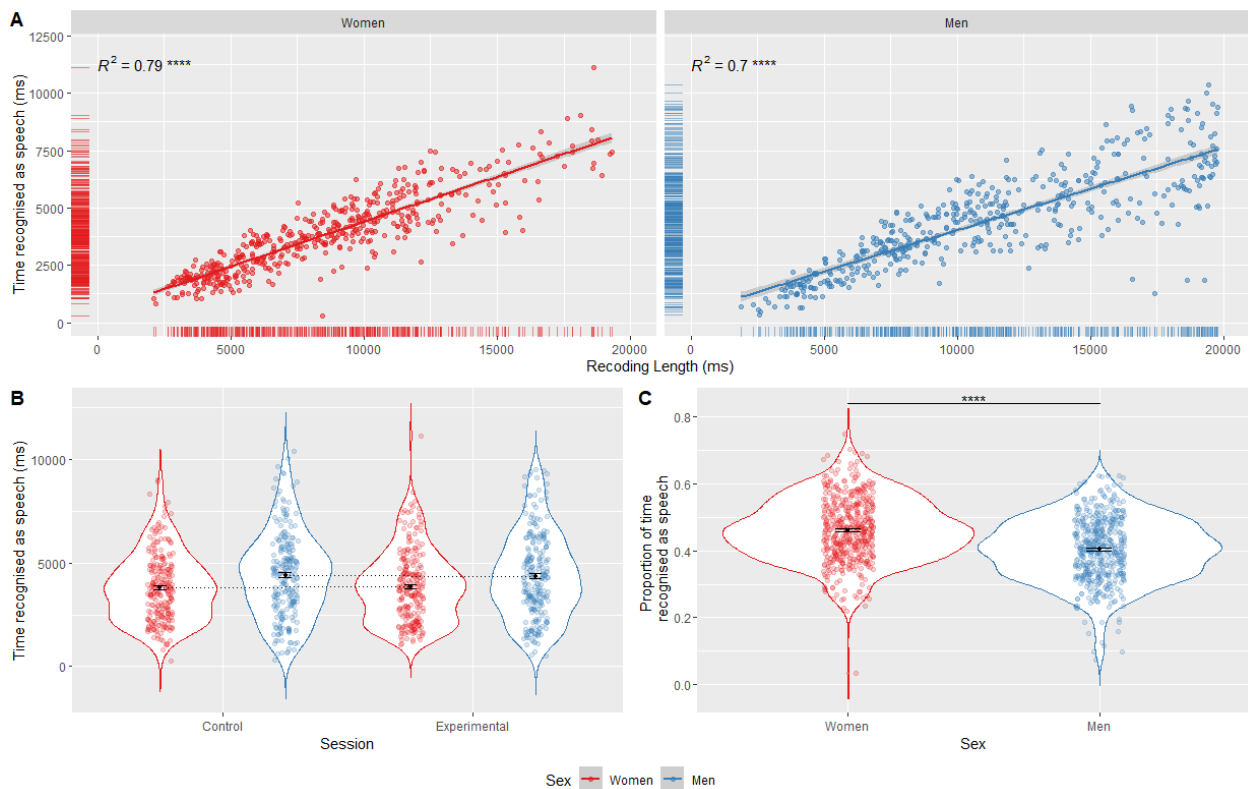 A
Women
Men
Time recognised as speech (ms)
12500
10000
7500
5000
2500
0
R² = 0.79 ****
R² = 0.7 ****
0 5000 10000 15000 20000
0 5000 10000 15000 20000
Recoding Length (ms)
B
Time recognised as speech (ms)
10000
5000
0
Control Experimental
Session
C
Proportion of time
recognised as speech
0.8
0.6
0.4
0.2
0.0
****
Women Men
Sex
Sex Women Men